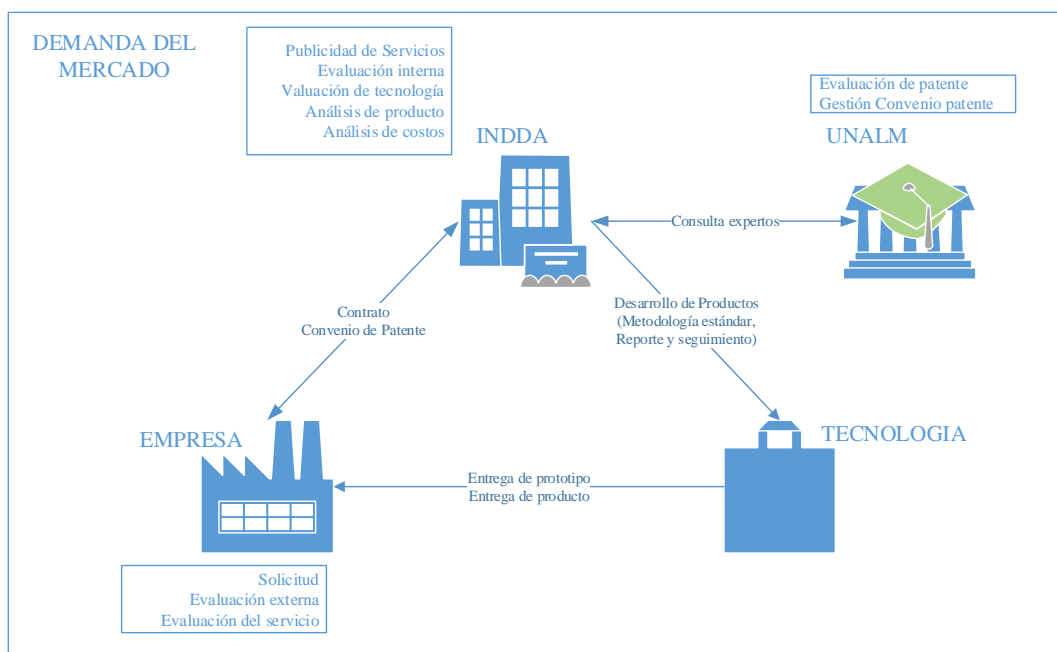 DEMANDA DEL
MERCADO
Publicidad de Servicios
Evaluación interna
Valuación de tecnología
Análisis de producto
Análisis de costos
INDDA
Evaluación de patente
Gestión Convenio patente
UNALM
Consulta expertos
Contrato
Convenio de Patente
Desarrollo de Productos
(Metodología estándar,
Reporte y seguimiento)
EMPRESA
TECNOLOGIA
Entrega de prototipo
Entrega de producto
Solicitud
Evaluación externa
Evaluación del servicio